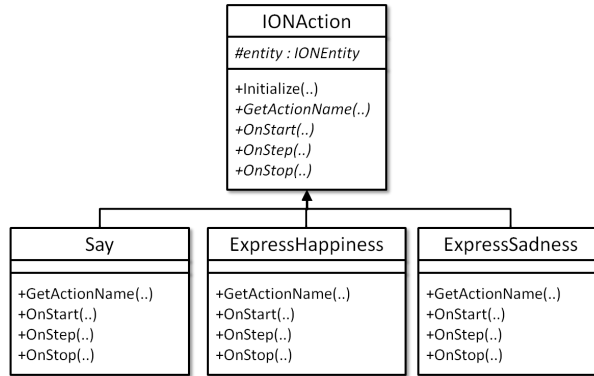 IONAction
#entity : IONEntity
+Initialize(..)
+GetActionName(..)
+OnStart(..)
+OnStep(..)
+OnStop(..)
Say
+GetActionName(..)
+OnStart(..)
+OnStep(..)
+OnStop(..)
ExpressHappiness
+GetActionName(..)
+OnStart(..)
+OnStep(..)
+OnStop(..)
ExpressSadness
+GetActionName(..)
+OnStart(..)
+OnStep(..)
+OnStop(..)